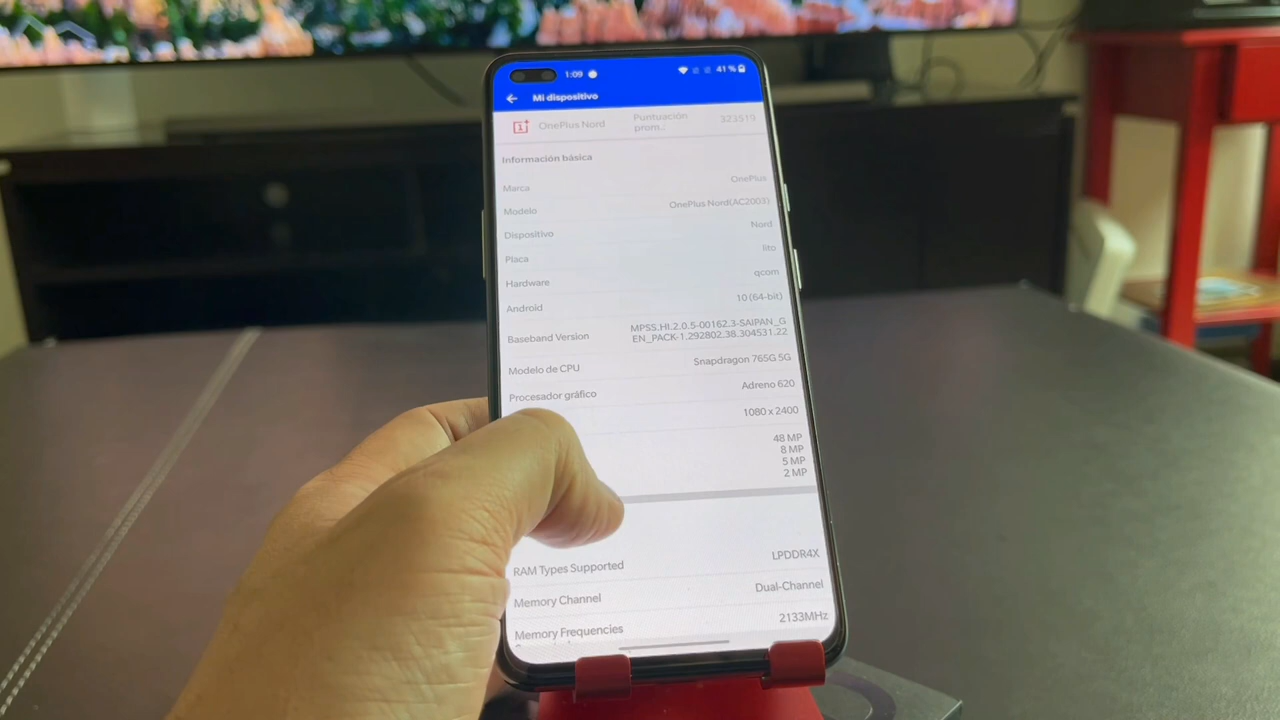 1:09
41 %
Mi dispositivo
OnePlus Nord
Puntuación
prom..
323519
Información básica
Marca OnePlus
Modelo OnePlus Nord(AC2003)
Dispositivo Nord
Placa lito
Hardware qcom
Android 10 (64-bit)
Baseband Version MPSS.HI.2.0.5-00162.3-SAIPAN_G
EN_PACK-1.292802.38.304531.22
Modelo de CPU Snapdragon 765G 5G
Procesador gráfico Adreno 620
1080 x 2400
48 MP
8 MP
5 MP
2 MP
RAM Types Supported LPDDR4X
Memory Channel Dual-Channel
Memory Frequencies 2133MHz